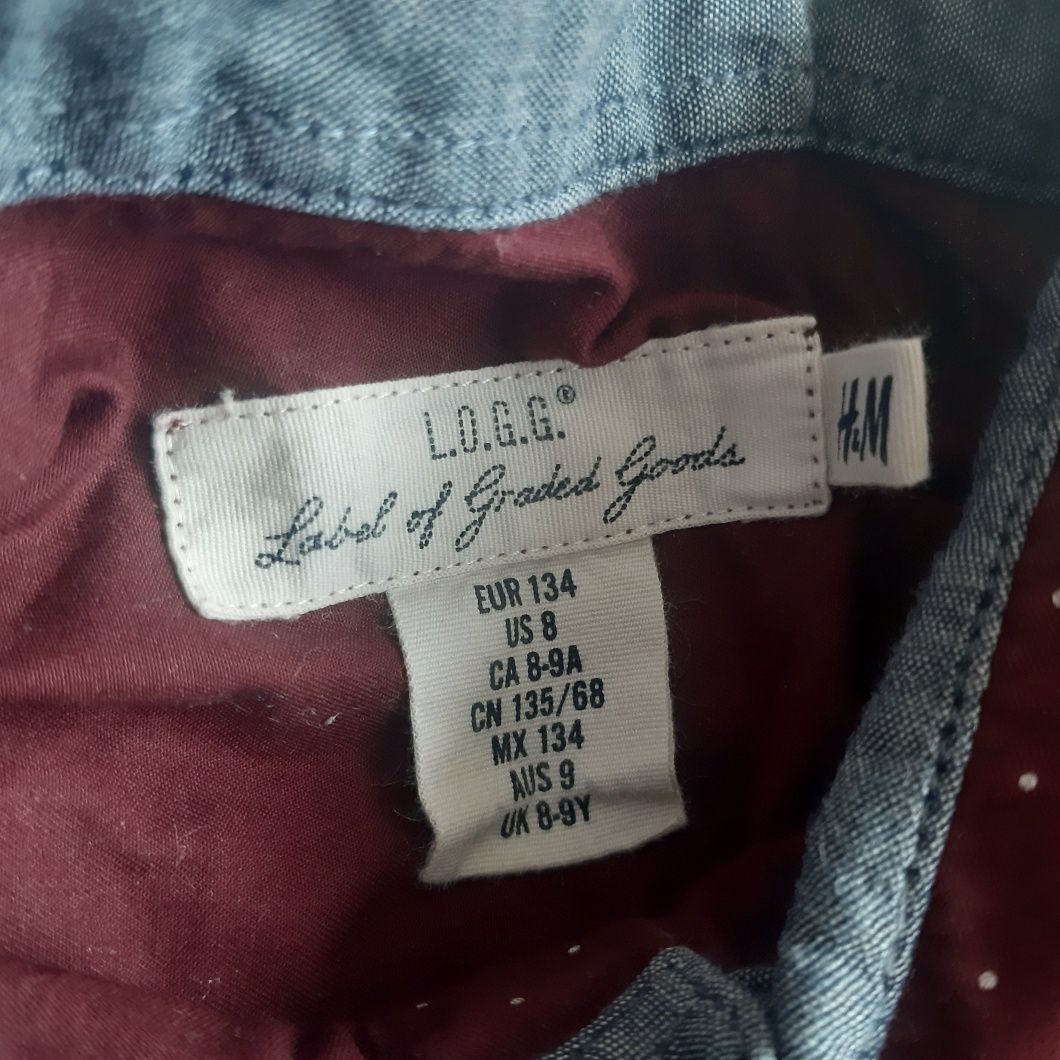 L.O.G.G.®
Label of Graded Goods
H&M
EUR 134
US 8
CA 8-9A
CN 135/68
MX 134
AUS 9
UK 8-9Y